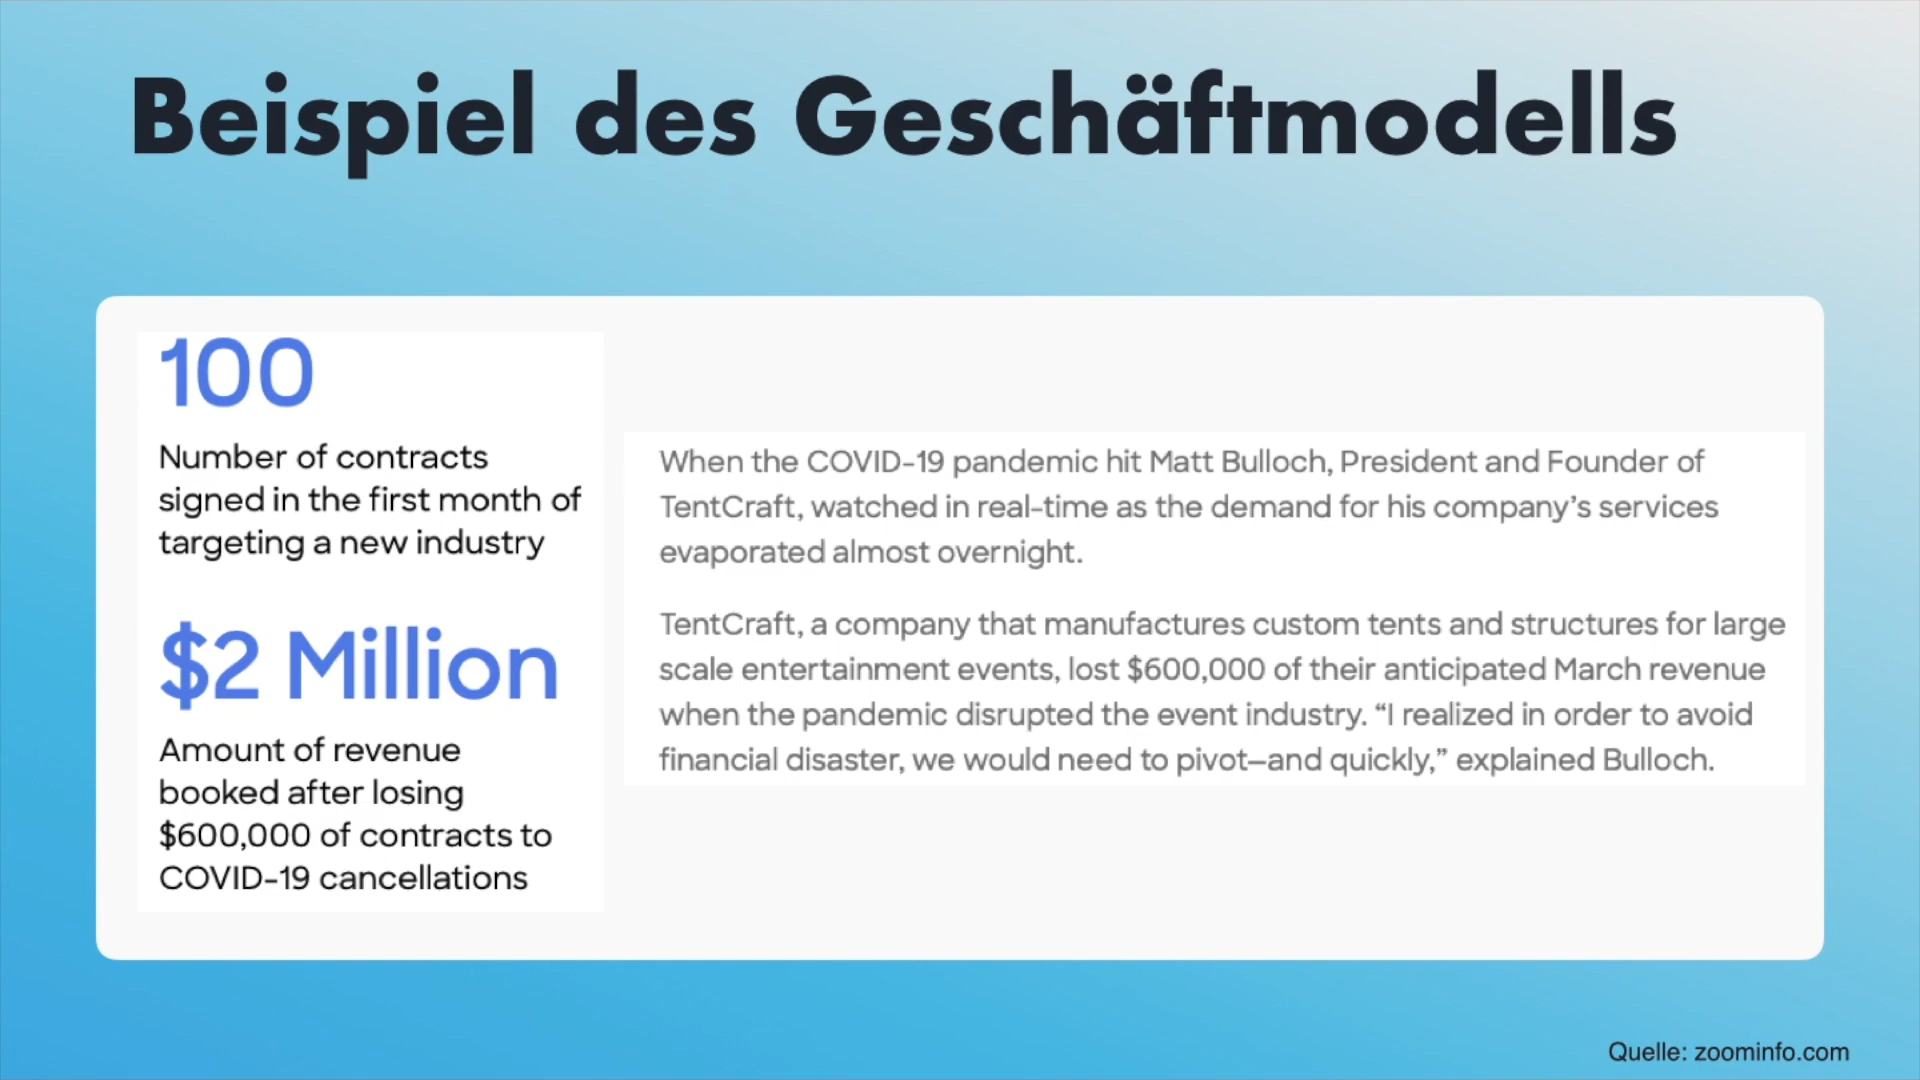 Beispiel des Geschäftmodells
100
Number of contracts
signed in the first month of
targeting a new industry
$2 Million
Amount of revenue
booked after losing
$600,000 of contracts to
COVID-19 cancellations
When the COVID-19 pandemic hit Matt Bulloch, President and Founder of
TentCraft, watched in real-time as the demand for his company’s services
evaporated almost overnight.
TentCraft, a company that manufactures custom tents and structures for large
scale entertainment events, lost $600,000 of their anticipated March revenue
when the pandemic disrupted the event industry. “I realized in order to avoid
financial disaster, we would need to pivot—and quickly,” explained Bulloch.
Quelle: zoominfo.com